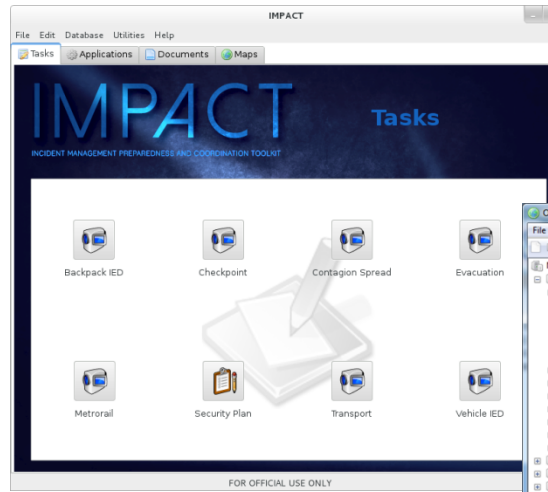 IMPACT
File Edit Database Utilities Help
Tasks Applications Documents Maps
IMPACT
Tasks
INCIDENT MANAGEMENT PREPAREDNESS AND COORDINATION TOOLKIT
Backpack IED Checkpoint Contagion Spread Evacuation
File
Metrorail Security Plan Transport Vehicle IED
FOR OFFICIAL USE ONLY